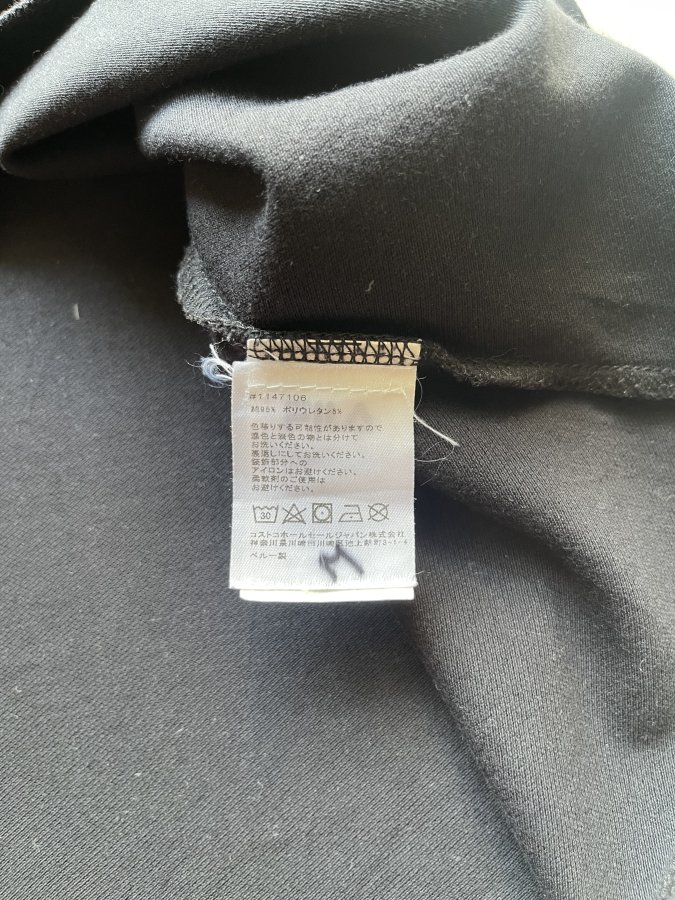 #1147106
綿95% ポリウレタン5%
色移りする可能性がありますので
濃色と淡色の物とは分けて
お洗いください。
裏返しにしてお洗いください。
装飾部分への
アイロンはお避けください。
柔軟剤のご使用は
お避けください。
30
コストコホールセールジャパン株式会社
神奈川県川崎市川崎区池上新町3-1-4
ペルー製
M